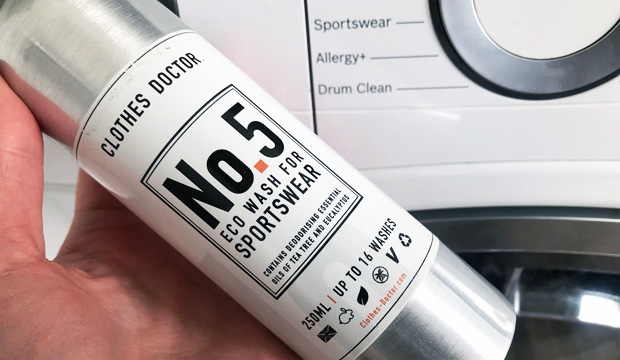 CLOTHES DOCTOR.
No.5
ECO WASH FOR
SPORTSWEAR
CONTAINS DEODORISING ESSENTIAL
OILS OF TEA TREE AND EUCALYPTUS
250ML | UP TO 16 WASHES
V
Clothes-Doctor.com
Sportswear
Allergy+
Drum Clean